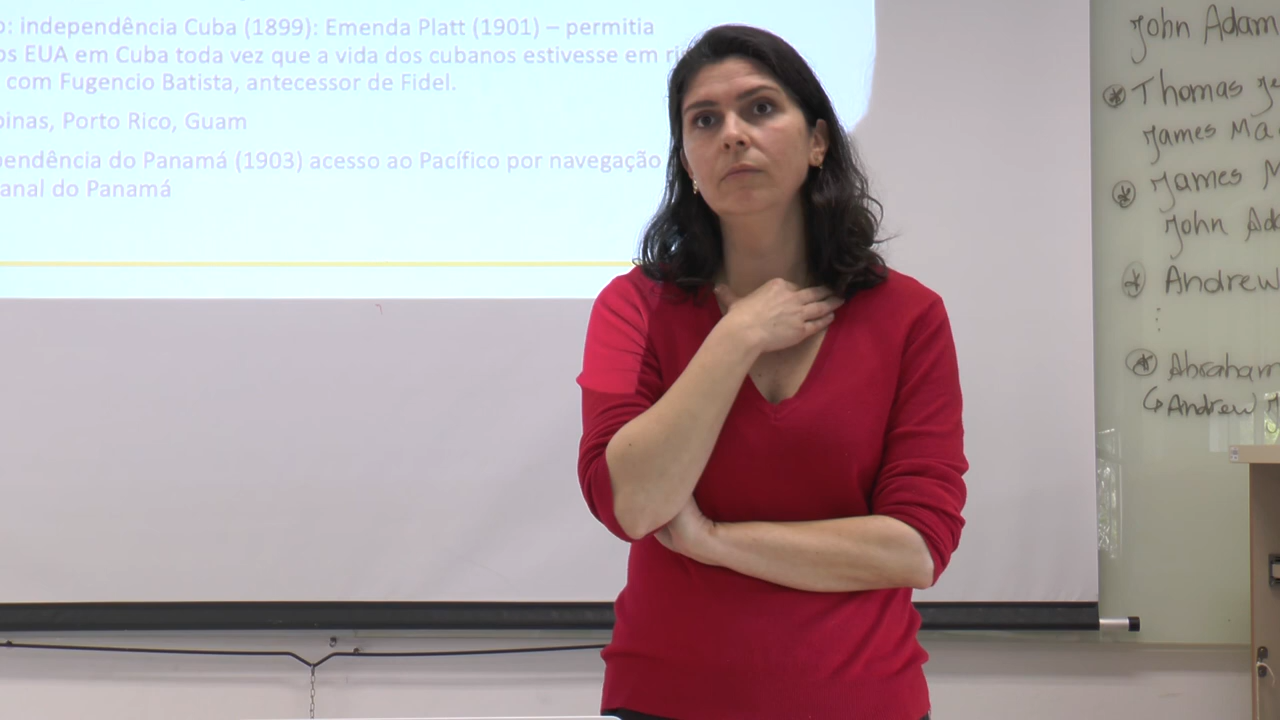 o: independência Cuba (1899): Emenda Platt (1901) – permitia
os EUA em Cuba toda vez que a vida dos cubanos estivesse em
com Fugencio Batista, antecessor de Fidel.
pinas, Porto Rico, Guam
pendência do Panamá (1903) acesso ao Pacífico por navegação
anal do Panamá
John Adam
Thomas Je
James Ma
James M
John Ada
Andrew
Abraham
Andrew J